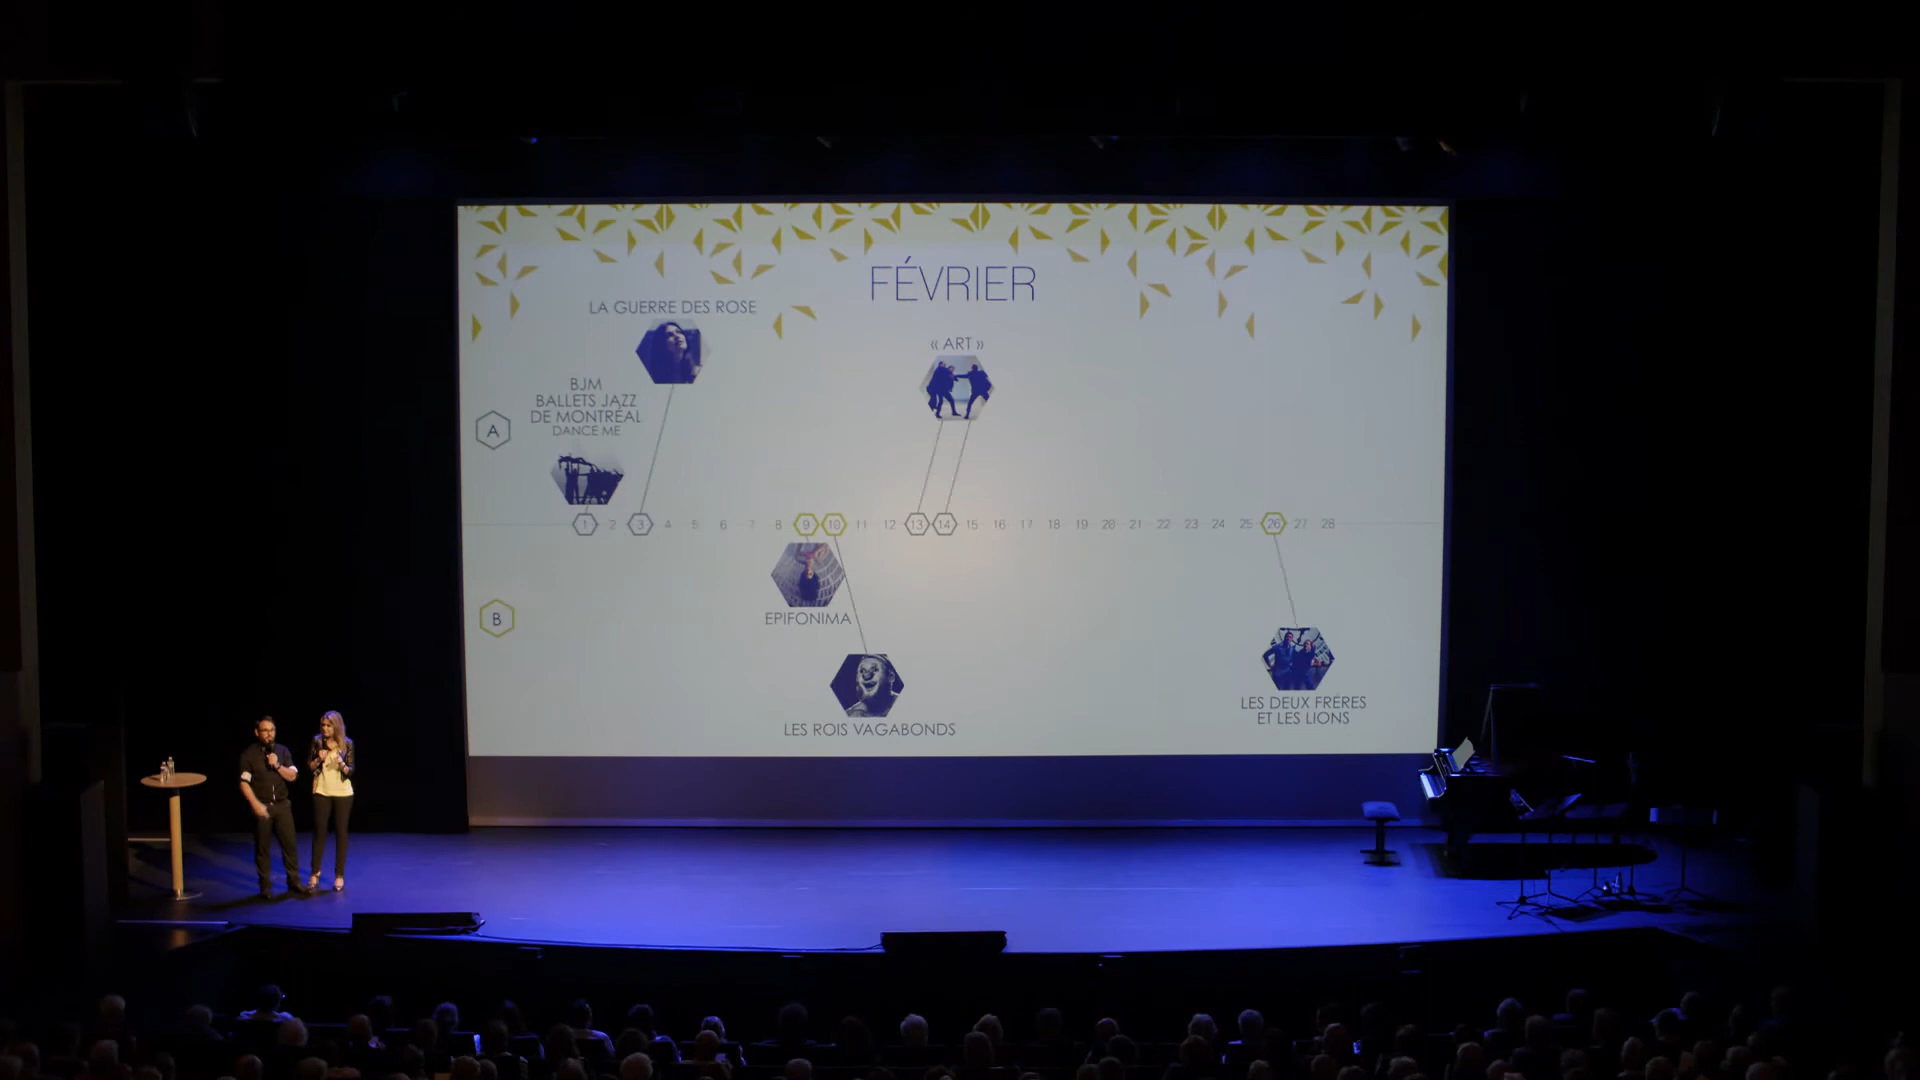 FÉVRIER
LA GUERRE DES ROSE
« ART »
BJM
BALLETS JAZZ
DE MONTRÉAL
DANCE ME
A
1 2 3 4 5 6 7 8 9 10 11 12 13 14 15 16 17 18 19 20 21 22 23 24 25 26 27 28
EPIFONIMA
B
LES ROIS VAGABONDS
LES DEUX FRÈRES
ET LES LIONS